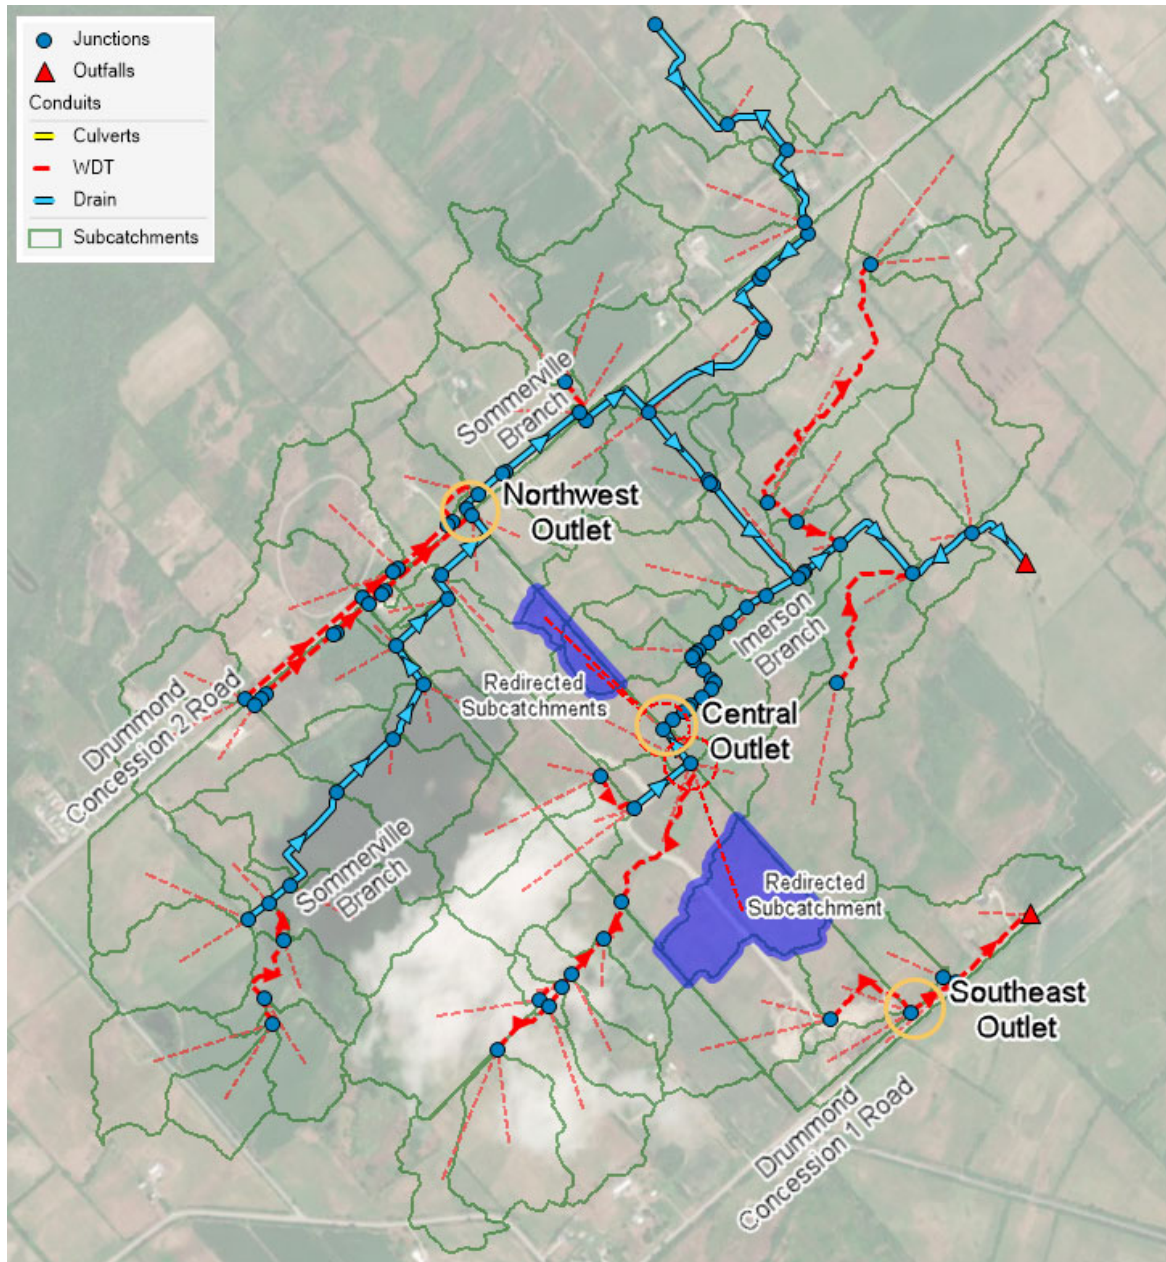 Junctions
Outfalls
Conduits
Culverts
WDT
Drain
Subcatchments
Sommerville
Branch
Northwest
Outlet
Imerson
Branch
Redirected
Subcatchments
Central
Outlet
Drummond
Concession 2 Road
Sommerville
Branch
Redirected
Subcatchment
Southeast
Outlet
Drummond
Concession 1 Road